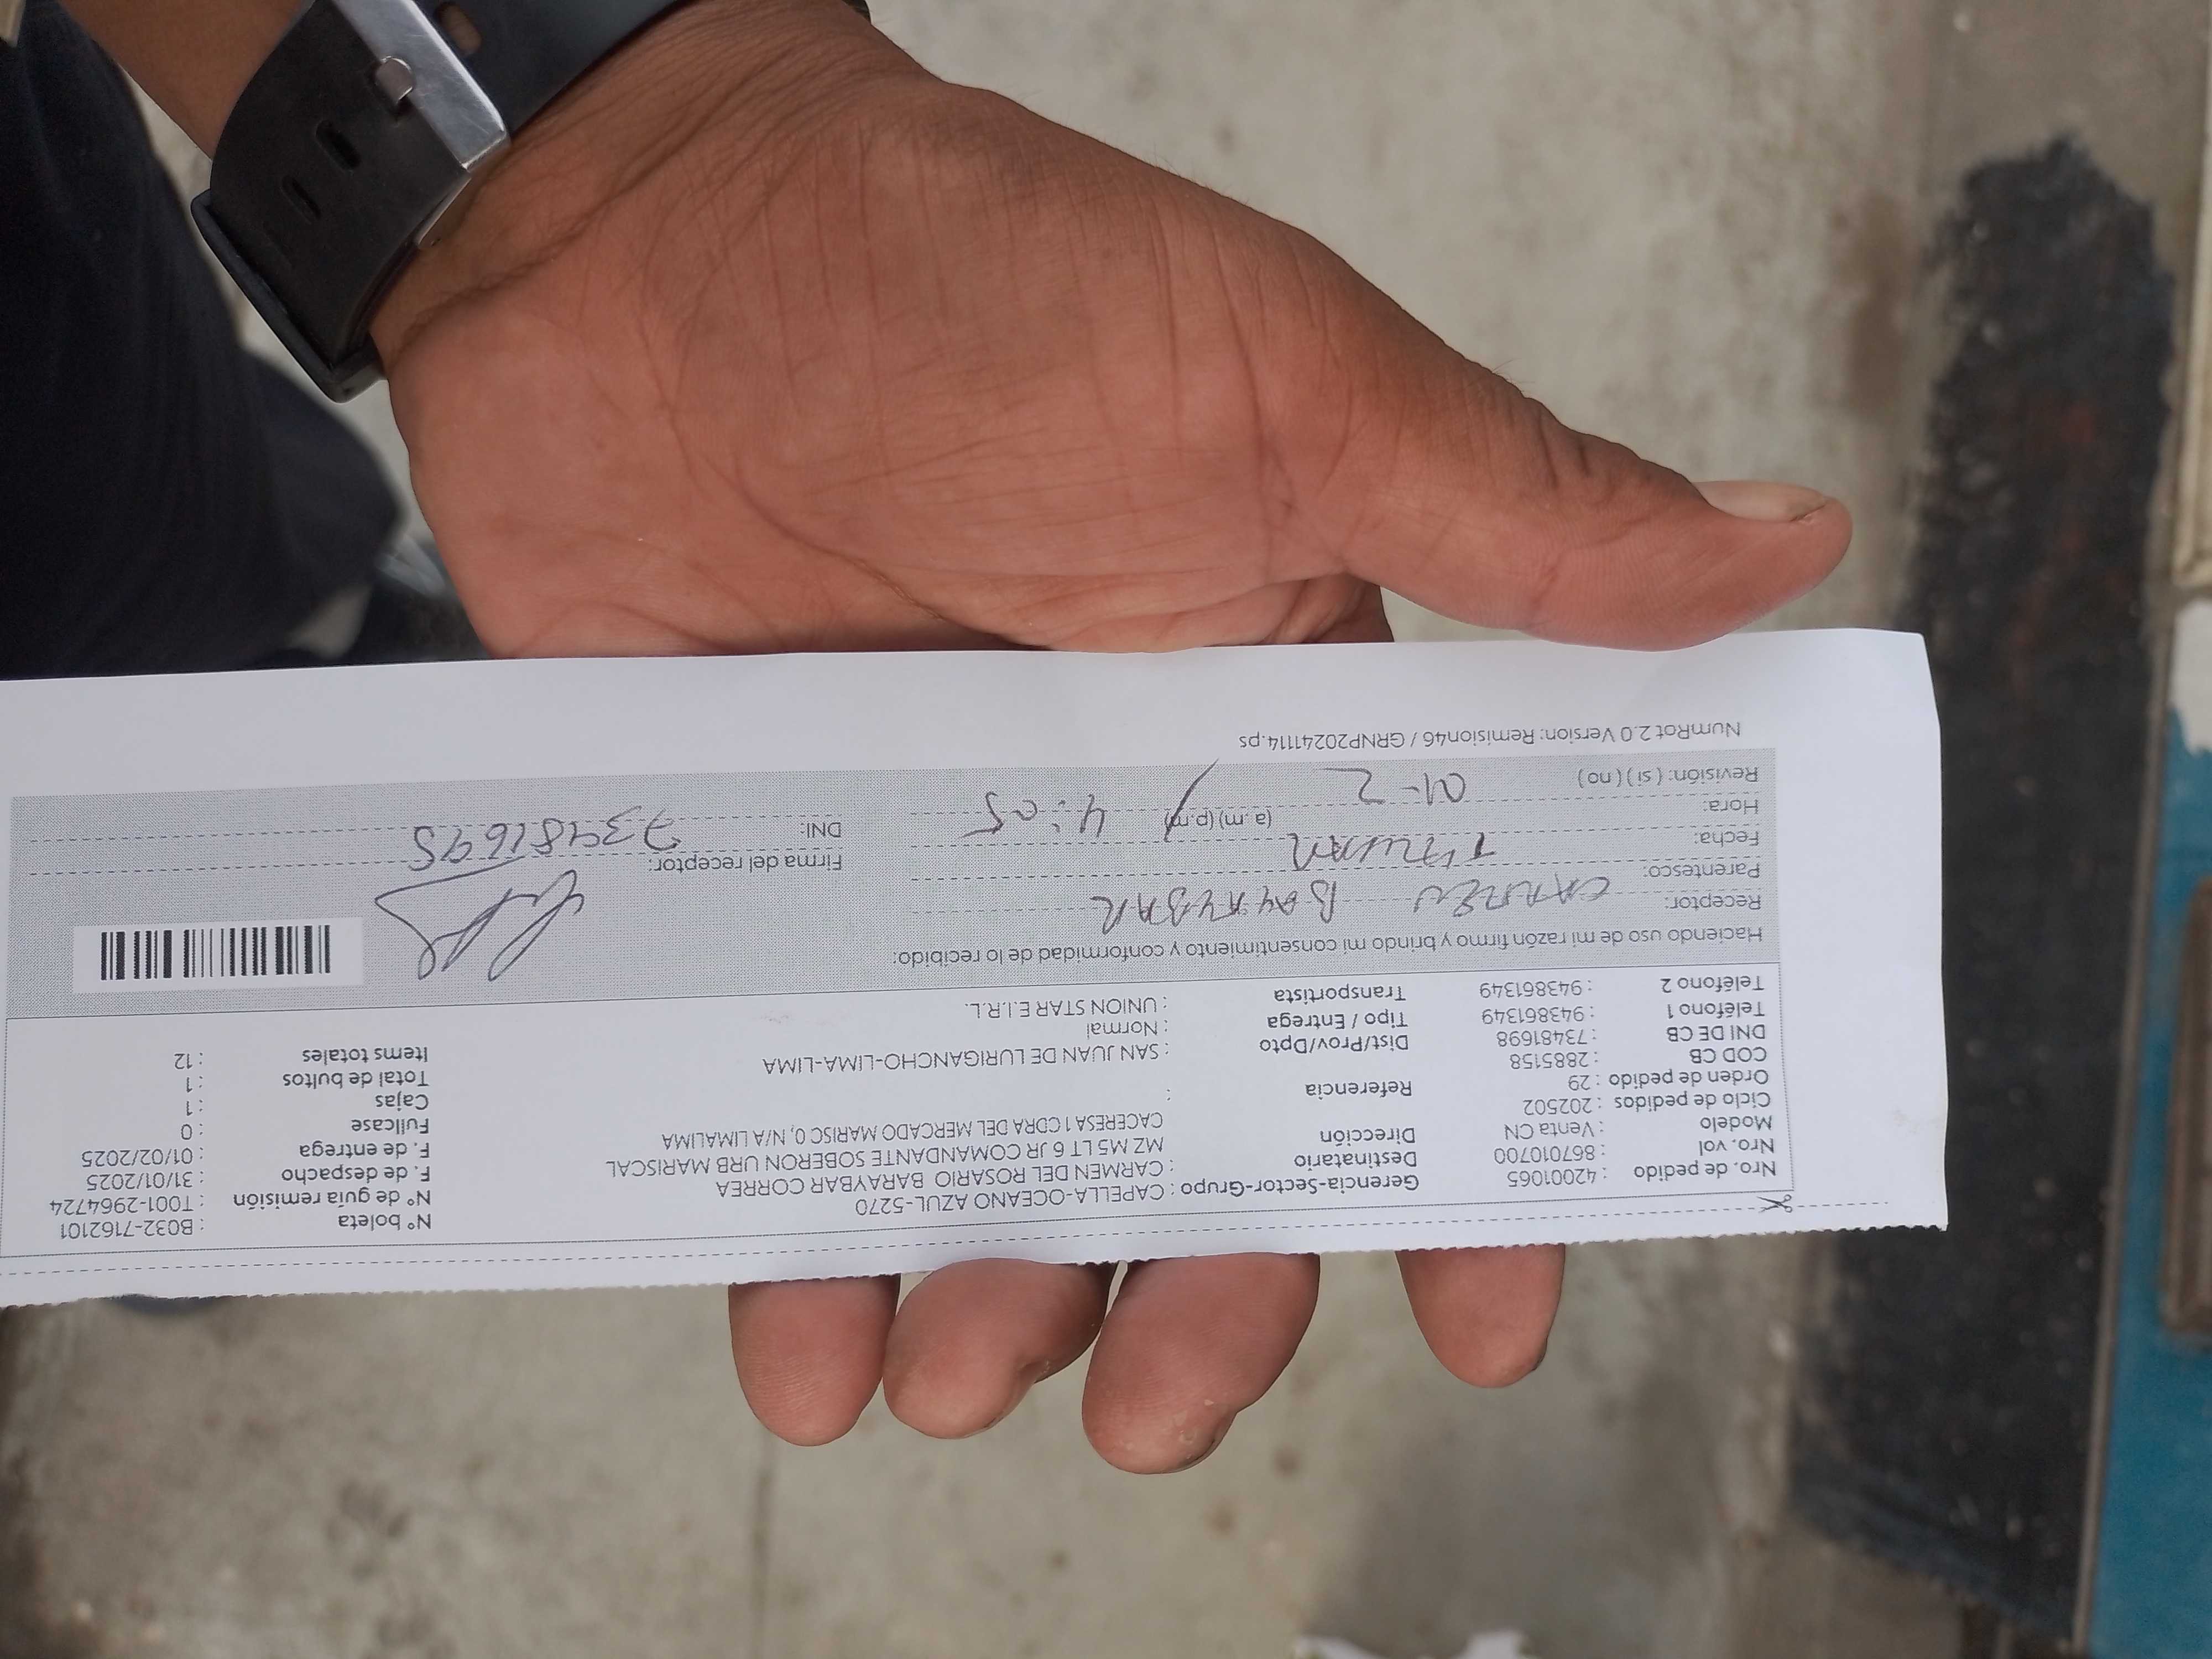 Nro. de pedido : 42001065
Nro. vol : 867010700
Modelo : Venta CN
Ciclo de pedidos : 202502
Orden de pedido : 29
COD CB : 2885158
DNI DE CB : 73481698
Teléfono 1 : 943861349
Teléfono 2 : 943861349
Gerencia-Sector-Grupo : CAPELLA-OCEANO AZUL-5270
Destinatario : CARMEN DEL ROSARIO BARAYBAR CORREA
Dirección MZ M5 LT 6 JR COMANDANTE SOBERON URB MARISCAL
CACERESA 1 CDRA DEL MERCADO MARISC 0, N/A LIMALIMA
Referencia :
Dist/Prov/Dpto : SAN JUAN DE LURIGANCHO-LIMA-LIMA
Tipo / Entrega : Normal
Transportista : UNION STAR E.I.R.L.
N° boleta : B032-7162101
N° de guía remisión : T001-2964724
F. de despacho : 31/01/2025
F. de entrega : 01/02/2025
Fullcase : 0
Cajas : 1
Total de bultos : 1
Items totales : 12
Haciendo uso de mi razón firmo y brindo mi consentimiento y conformidad de lo recibido:
Receptor: CARMEN BAYAYBAR
Parentesco: TITULAR
Fecha: 01-2
Hora: (a.m) (p.m) 4:05
Revisión: ( si ) ( no )
Firma del receptor:
DNI: 73481695
NumRot 2.0 Version: Remision46 / GRNP20241114.ps